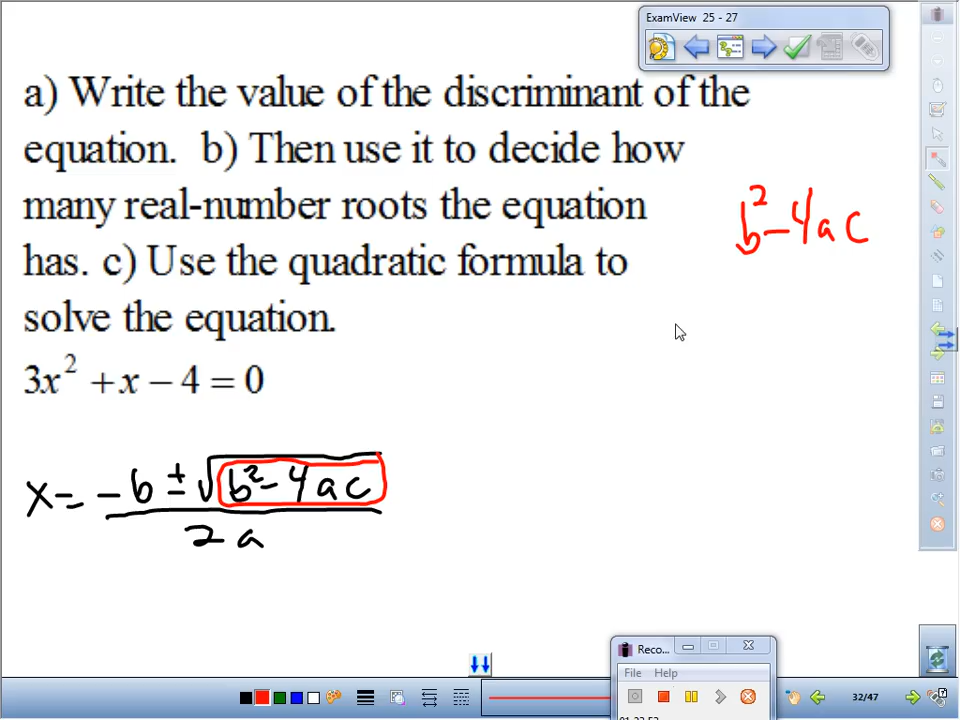 ExamView 25 - 27
a) Write the value of the discriminant of the
equation. b) Then use it to decide how
many real-number roots the equation
has. c) Use the quadratic formula to
solve the equation.
b² - 4ac
3x² + x − 4 = 0
x = -b ± √b² - 4ac
2a
Reco...
File Help
32/47